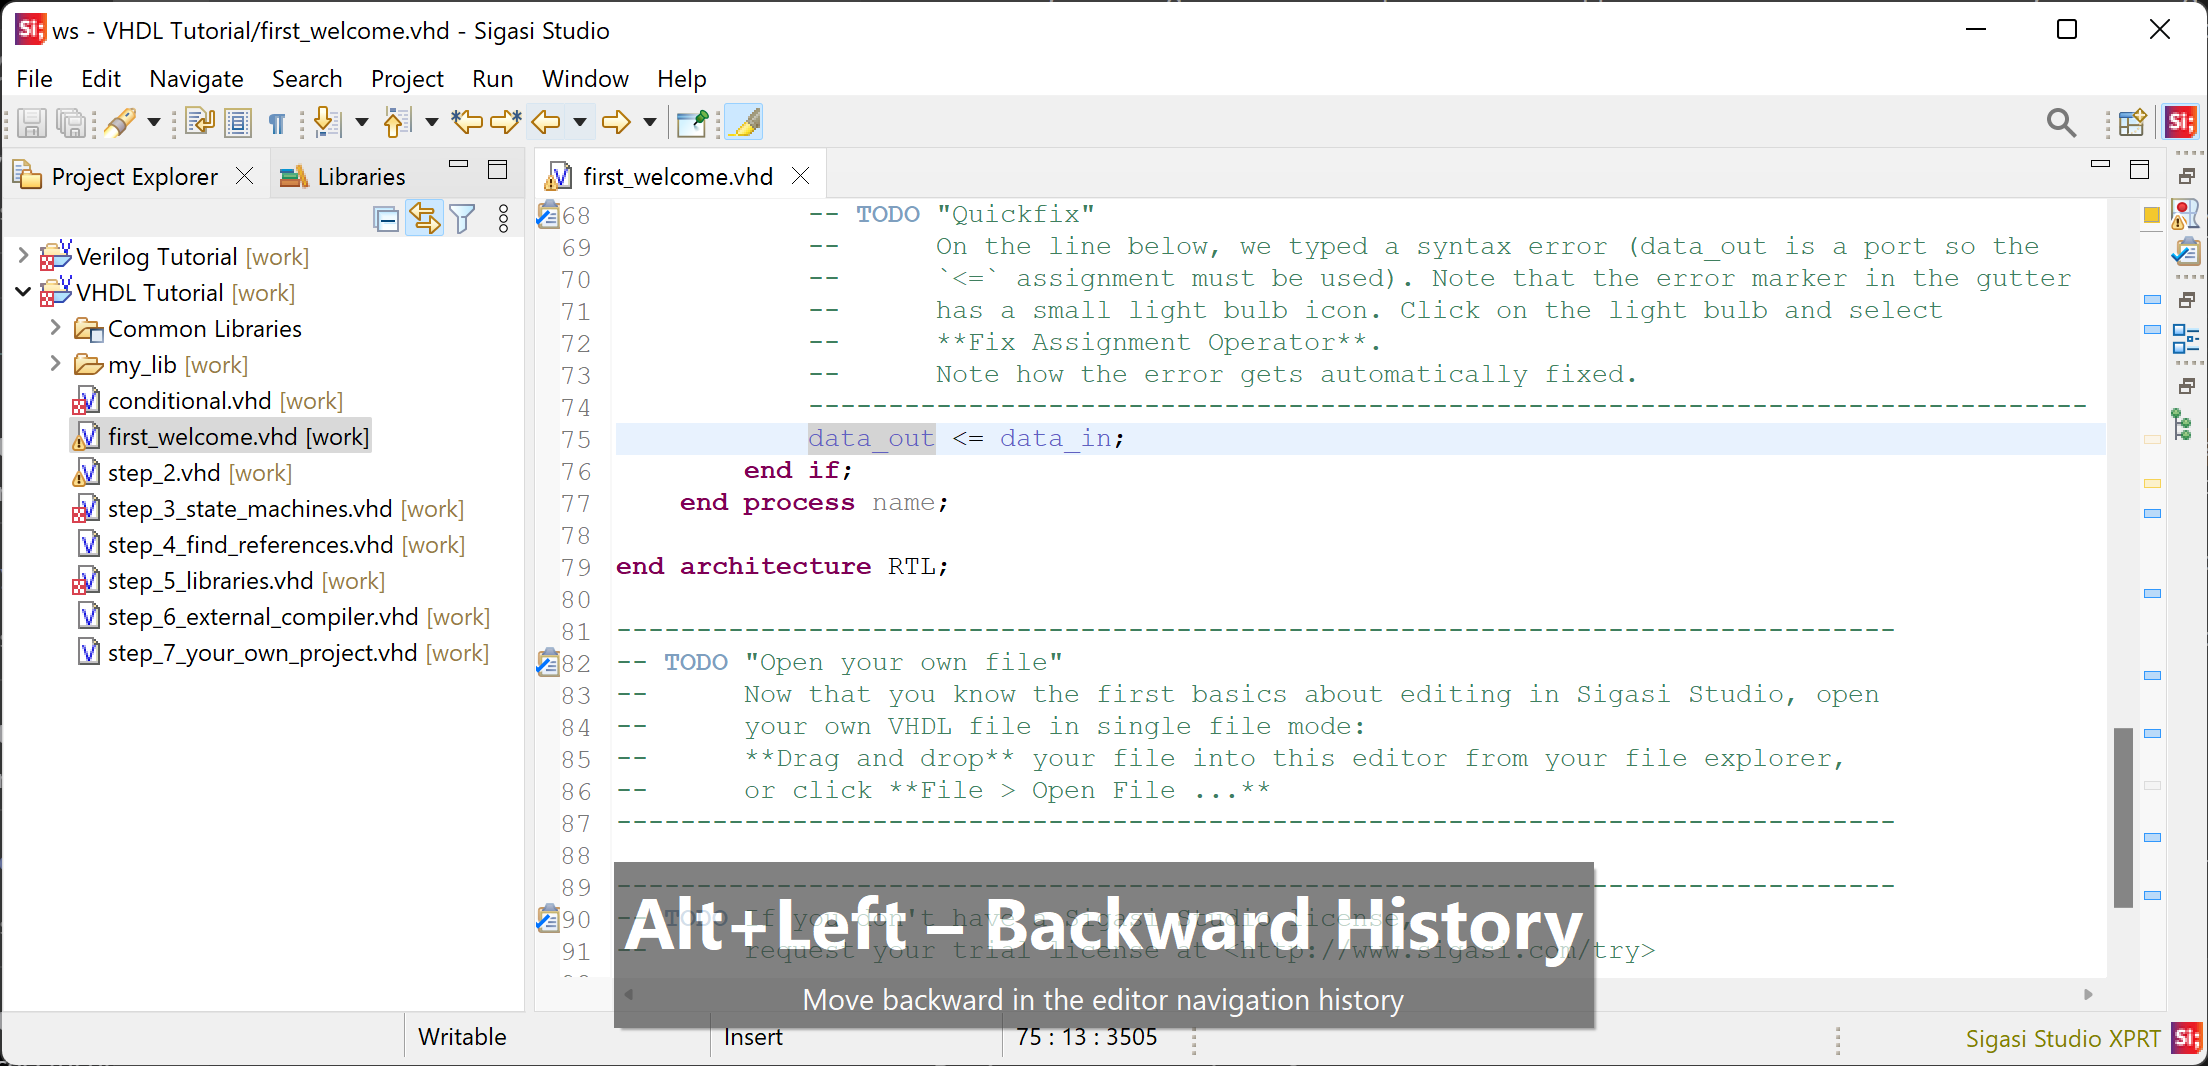 Si; ws - VHDL Tutorial/first_welcome.vhd - Sigasi Studio
File Edit Navigate Search Project Run Window Help
Si;
Project Explorer Libraries
first_welcome.vhd
Verilog Tutorial [work]
VHDL Tutorial [work]
Common Libraries
my_lib [work]
conditional.vhd [work]
first_welcome.vhd [work]
step_2.vhd [work]
step_3_state_machines.vhd [work]
step_4_find_references.vhd [work]
step_5_libraries.vhd [work]
step_6_external_compiler.vhd [work]
step_7_your_own_project.vhd [work]
68 -- TODO "Quickfix"
69 -- On the line below, we typed a syntax error (data_out is a port so the
70 -- `<=` assignment must be used). Note that the error marker in the gutter
71 -- has a small light bulb icon. Click on the light bulb and select
72 -- **Fix Assignment Operator**.
73 -- Note how the error gets automatically fixed.
74 --------------------------------------------------------------------------------
75 data_out <= data_in;
76 end if;
77 end process name;
78
79 end architecture RTL;
80
81 --------------------------------------------------------------------------------
82 -- TODO "Open your own file"
83 -- Now that you know the first basics about editing in Sigasi Studio, open
84 -- your own VHDL file in single file mode:
85 -- **Drag and drop** your file into this editor from your file explorer,
86 -- or click **File > Open File ...**
87 --------------------------------------------------------------------------------
88
89 --------------------------------------------------------------------------------
90 -- TODO If you don't have a Sigasi Studio license,
91 -- request your trial license at <http://www.sigasi.com/try>
Alt+Left – Backward History
Move backward in the editor navigation history
Writable Insert 75 : 13 : 3505 Sigasi Studio XPRT Si;